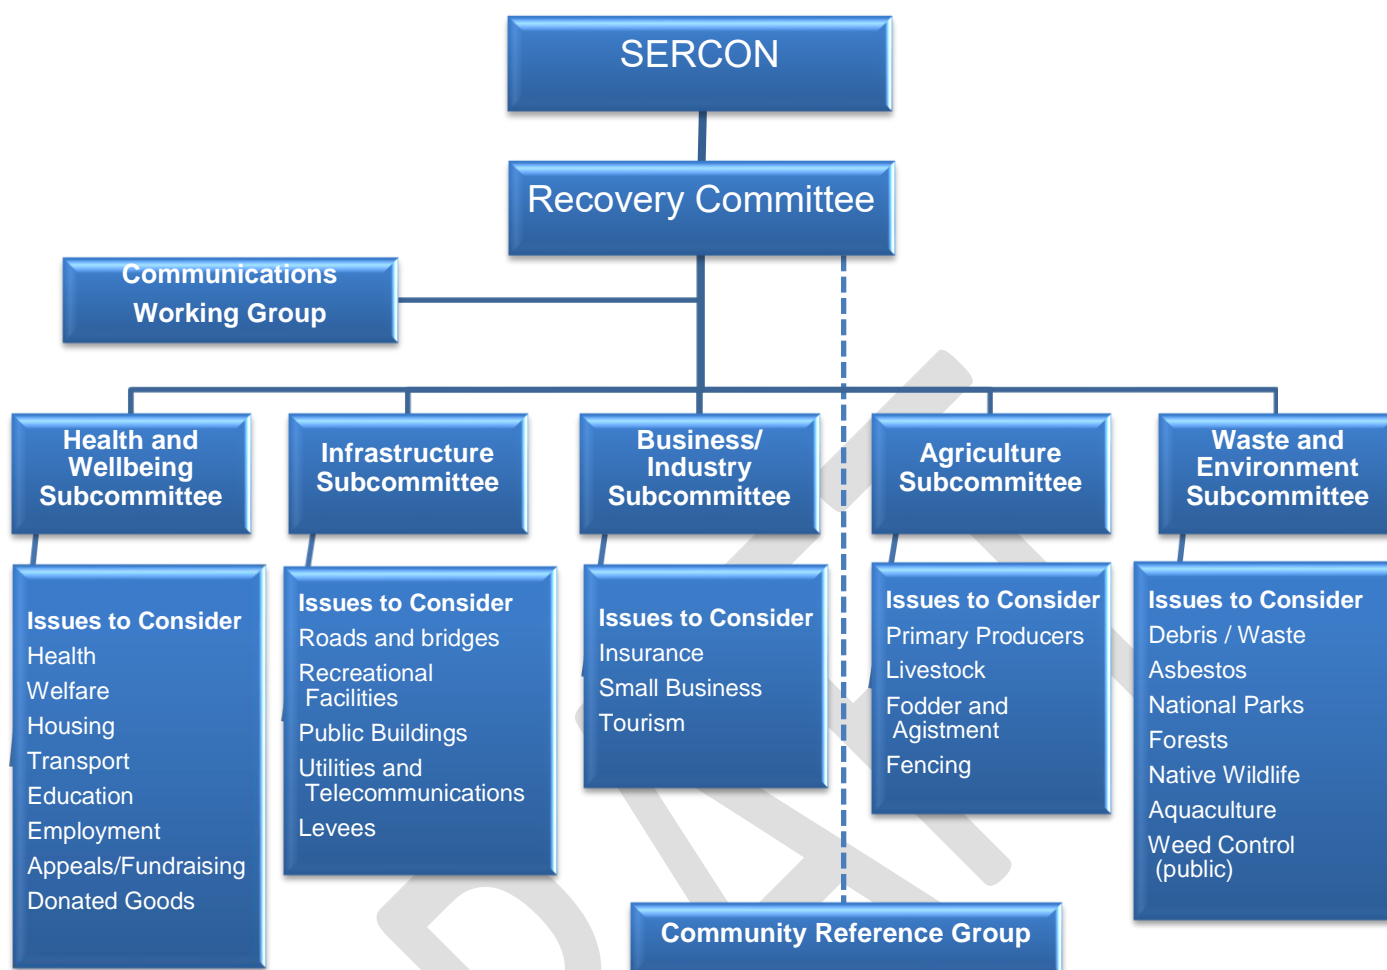 SERCON
Recovery Committee
Communications
Working Group
Health and
Wellbeing
Subcommittee
Infrastructure
Subcommittee
Business/
Industry
Subcommittee
Agriculture
Subcommittee
Waste and
Environment
Subcommittee
Issues to Consider
Health
Welfare
Housing
Transport
Education
Employment
Appeals/Fundraising
Donated Goods
Issues to Consider
Roads and bridges
Recreational
Facilities
Public Buildings
Utilities and
Telecommunications
Levees
Issues to Consider
Insurance
Small Business
Tourism
Issues to Consider
Primary Producers
Livestock
Fodder and
Agistment
Fencing
Issues to Consider
Debris / Waste
Asbestos
National Parks
Forests
Native Wildlife
Aquaculture
Weed Control
(public)
Community Reference Group
DRAFT